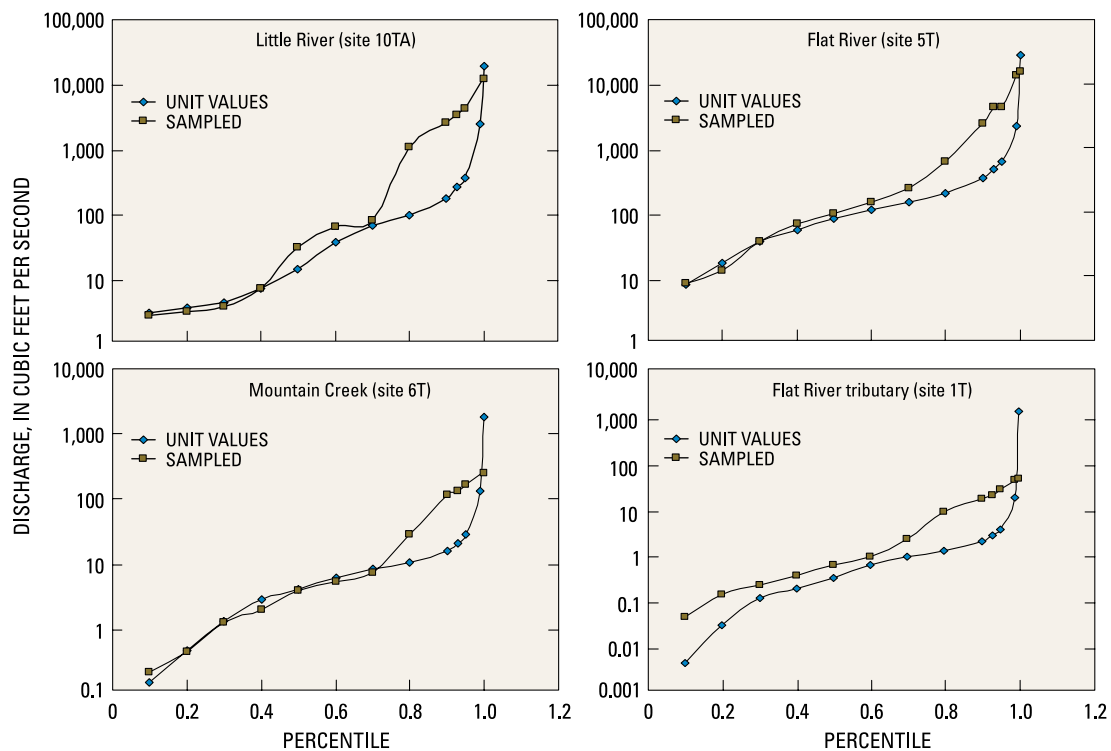 DISCHARGE, IN CUBIC FEET PER SECOND
Little River (site 10TA)
UNIT VALUES
SAMPLED
100,000
10,000
1,000
100
10
1
Flat River (site 5T)
UNIT VALUES
SAMPLED
100,000
10,000
1,000
100
10
1
Mountain Creek (site 6T)
UNIT VALUES
SAMPLED
10,000
1,000
100
10
1
0.1
0 0.2 0.4 0.6 0.8 1.0 1.2
PERCENTILE
Flat River tributary (site 1T)
UNIT VALUES
SAMPLED
10,000
1,000
100
10
1
0.1
0.01
0.001
0 0.2 0.4 0.6 0.8 1.0 1.2
PERCENTILE